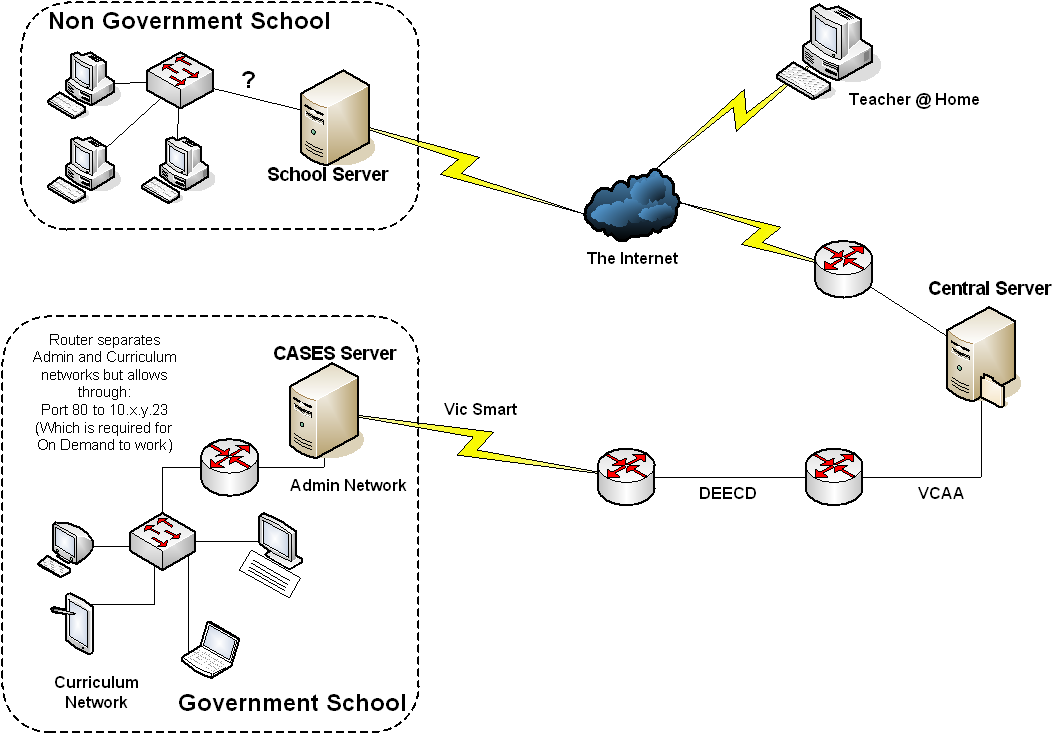 Non Government School
?
School Server
Teacher @ Home
The Internet
Central Server
Router separates
Admin and Curriculum
networks but allows
through:
Port 80 to 10.x.y.23
(Which is required for
On Demand to work)
CASES Server
Vic Smart
Admin Network
DEECD
VCAA
Curriculum
Network
Government School